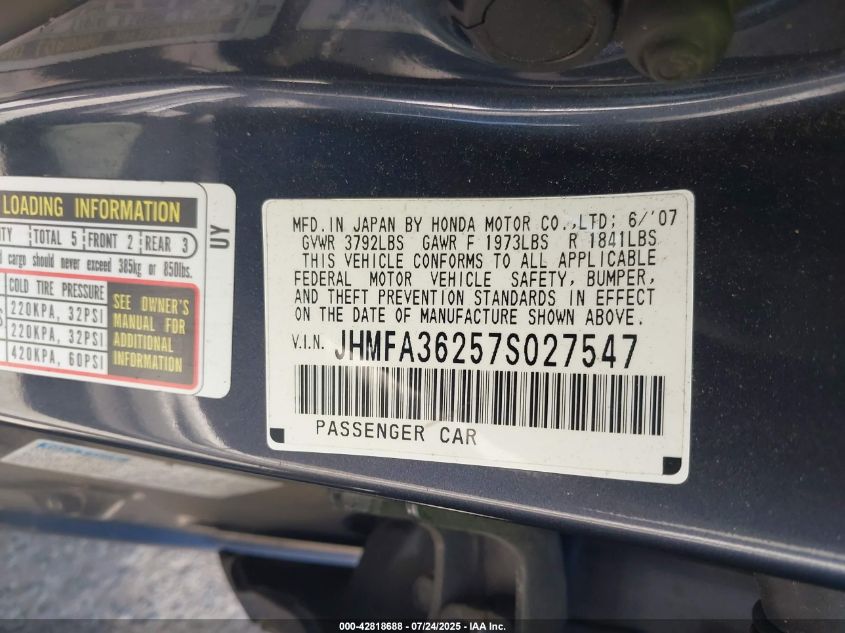 LOADING INFORMATION
ITY TOTAL 5 FRONT 2 REAR 3
cargo should never exceed 385kg or 850lbs.
COLD TIRE PRESSURE
220KPA, 32PSI
220KPA, 32PSI
420KPA, 60PSI
SEE OWNER'S
MANUAL FOR
ADDITIONAL
INFORMATION
UY
MFD. IN JAPAN BY HONDA MOTOR CO.,LTD; 6/'07
GVWR 3792LBS GAWR F 1973LBS R 1841LBS
THIS VEHICLE CONFORMS TO ALL APPLICABLE
FEDERAL MOTOR VEHICLE SAFETY, BUMPER,
AND THEFT PREVENTION STANDARDS IN EFFECT
ON THE DATE OF MANUFACTURE SHOWN ABOVE.
V.I.N. JHMFA36257S027547
PASSENGER CAR
000-42818688 - 07/24/2025 - IAA, Inc.